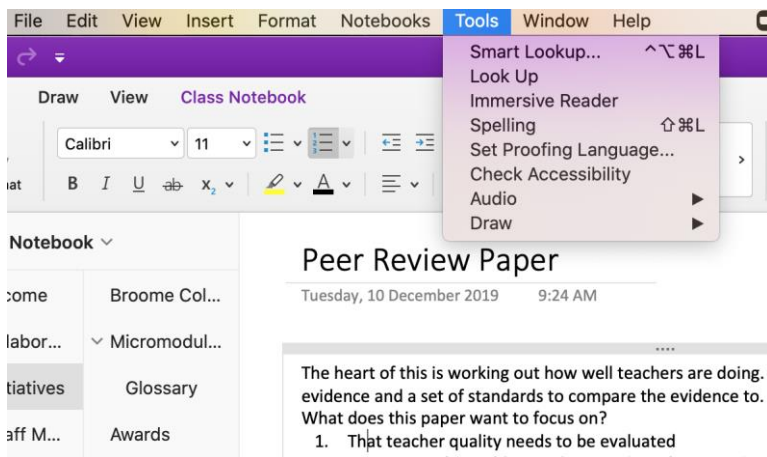 File Edit View Insert Format Notebooks Tools Window Help
Smart Lookup... ^⌥⌘L
Look Up
Immersive Reader
Spelling ⇧⌘L
Set Proofing Language...
Check Accessibility
Audio ▶
Draw ▶
Draw View Class Notebook
Calibri 11
B I U ab X₂ A
Notebook
come
Broome Col...
labor...
Micromodul...
tiatives
Glossary
aff M...
Awards
Peer Review Paper
Tuesday, 10 December 2019 9:24 AM
The heart of this is working out how well teachers are doing.
evidence and a set of standards to compare the evidence to.
What does this paper want to focus on?
1. That teacher quality needs to be evaluated